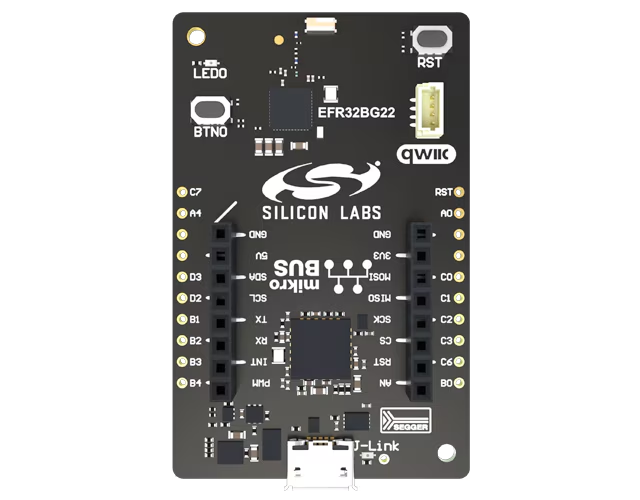 LED0
RST
EFR32BG22
BTN0
qwiic
C7
RST
SILICON LABS
A4
A0
GND
GND
5V
3V3
mikro
BUS
D3
SDA
MOSI
C0
D2
SCL
MISO
C1
B1
TX
SCK
C2
B2
RX
CS
C3
B3
INT
RST
C6
B4
PWM
AN
B0
SEGGER
J-Link